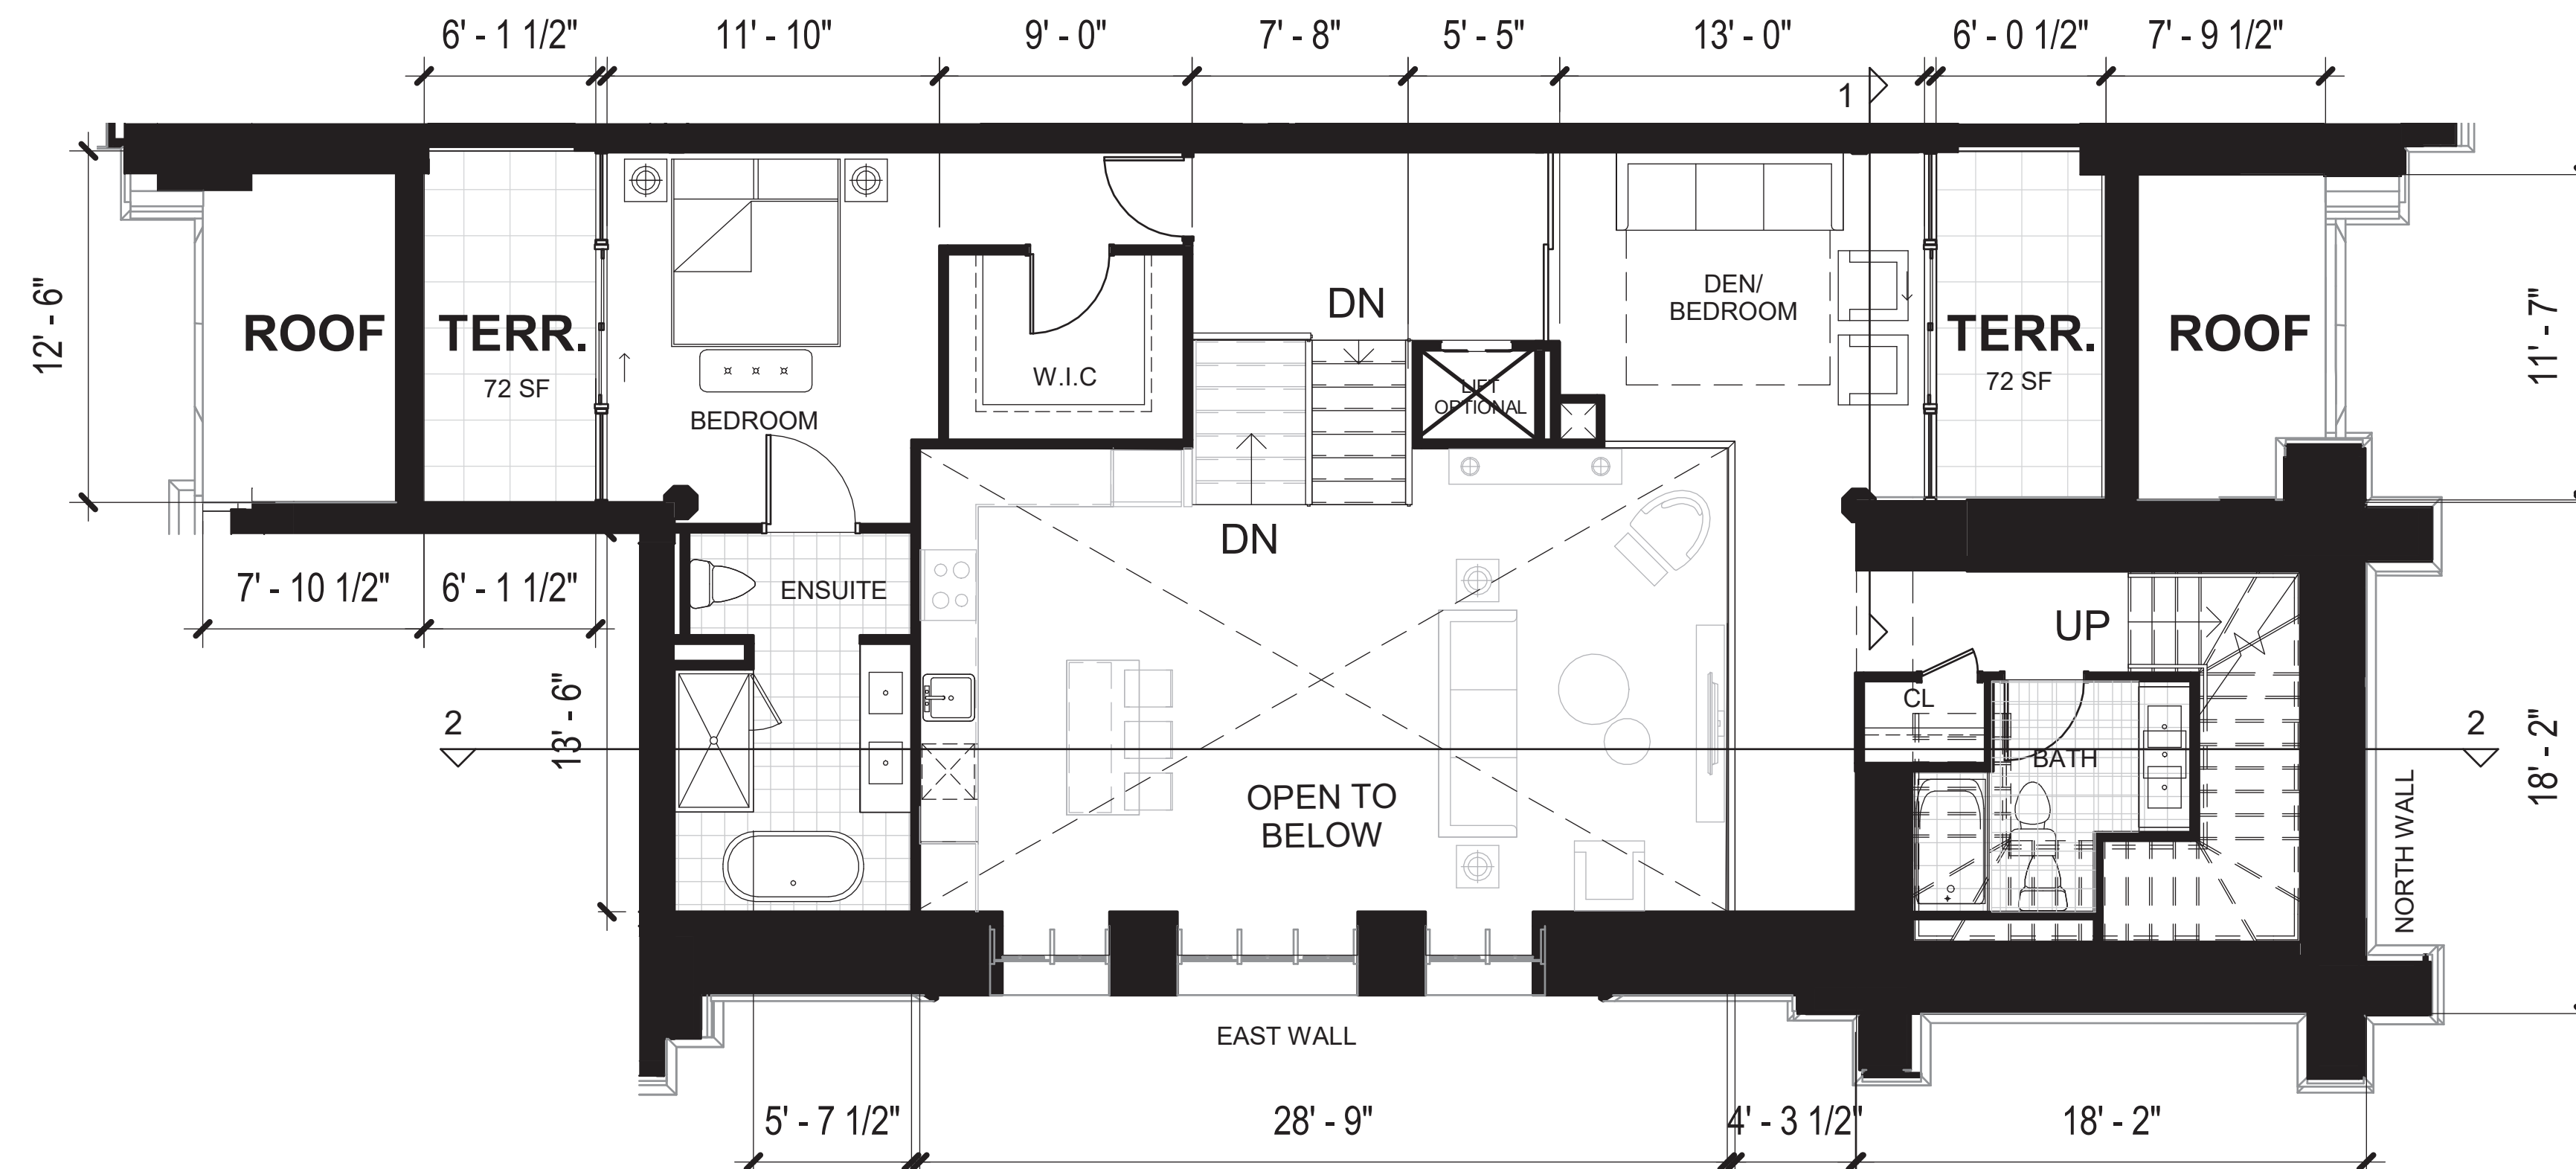 6' - 1 1/2" 11' - 10" 9' - 0" 7' - 8" 5' - 5" 13' - 0" 6' - 0 1/2" 7' - 9 1/2"
1
12' - 6"
ROOF
TERR.
72 SF
BEDROOM
W.I.C
DN
LIFT
OPTIONAL
DEN/
BEDROOM
TERR.
72 SF
ROOF
11' - 7"
DN
7' - 10 1/2" 6' - 1 1/2"
ENSUITE
UP
13' - 6"
2
CL
BATH
2
18' - 2"
NORTH WALL
OPEN TO
BELOW
EAST WALL
5' - 7 1/2" 28' - 9" 4' - 3 1/2" 18' - 2"